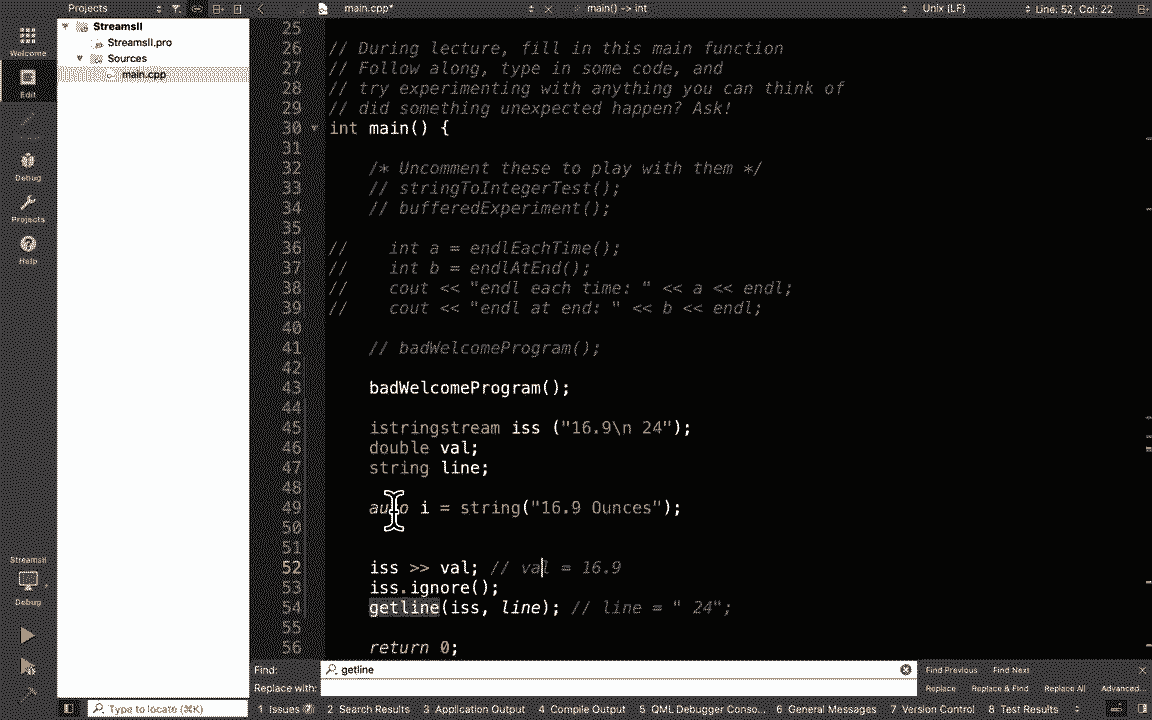 Projects
main.cpp*
main() -> int
Unix (LF)
Line: 52, Col: 22
Welcome
Edit
Debug
Projects
Help
StreamsII
Debug
StreamsII
StreamsII.pro
Sources
main.cpp
25
26 // During lecture, fill in this main function
27 // Follow along, type in some code, and
28 // try experimenting with anything you can think of
29 // did something unexpected happen? Ask!
30 int main() {
31
32 /* Uncomment these to play with them */
33 // stringToIntegerTest();
34 // bufferedExperiment();
35
36 // int a = endlEachTime();
37 // int b = endlAtEnd();
38 // cout << "endl each time: " << a << endl;
39 // cout << "endl at end: " << b << endl;
40
41 // badWelcomeProgram();
42
43 badWelcomeProgram();
44
45 istringstream iss ("16.9\n 24");
46 double val;
47 string line;
48
49 auto i = string("16.9 Ounces");
50
51
52 iss >> val; // val = 16.9
53 iss.ignore();
54 getline(iss, line); // line = " 24";
55
56 return 0;
Find: getline
Find Previous Find Next
Replace with:
Replace Replace & Find Replace All Advanced...
Type to locate (⌘K)
1 Issues 7 2 Search Results 3 Application Output 4 Compile Output 5 QML Debugger Conso... 6 General Messages 7 Version Control 8 Test Results